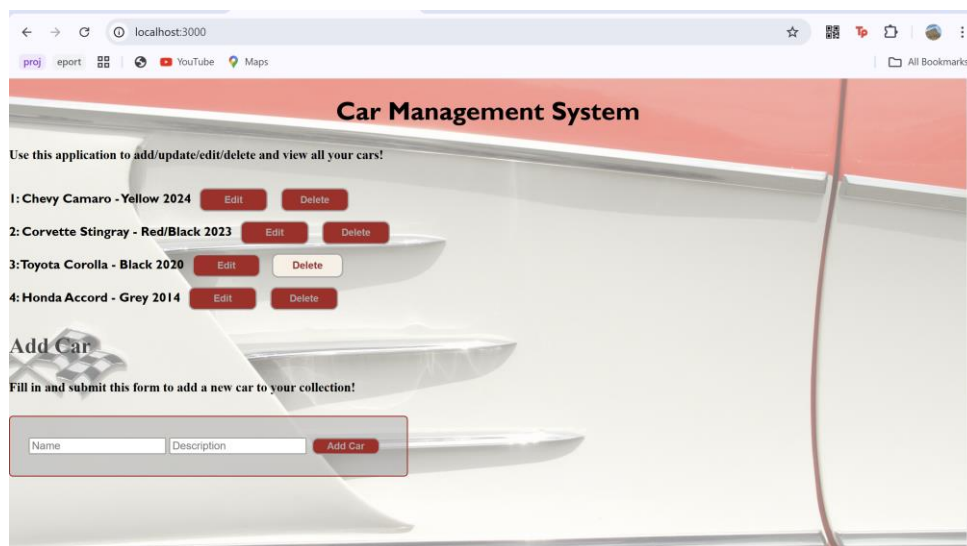 localhost:3000
proj eport YouTube Maps All Bookmarks
Car Management System
Use this application to add/update/edit/delete and view all your cars!
1: Chevy Camaro - Yellow 2024 Edit Delete
2: Corvette Stingray - Red/Black 2023 Edit Delete
3: Toyota Corolla - Black 2020 Edit Delete
4: Honda Accord - Grey 2014 Edit Delete
Add Car
Fill in and submit this form to add a new car to your collection!
Name Description Add Car